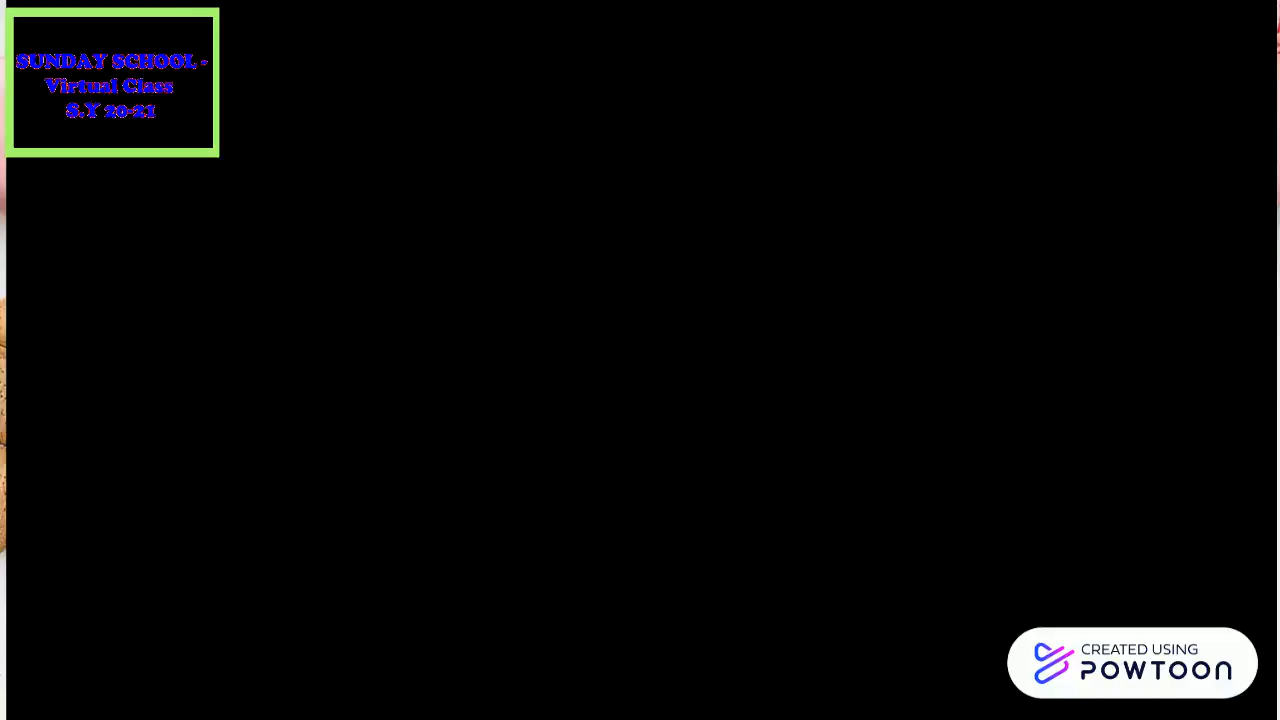 SUNDAY SCHOOL -
Virtual Class
S.Y 20-21
CREATED USING
POWTOON